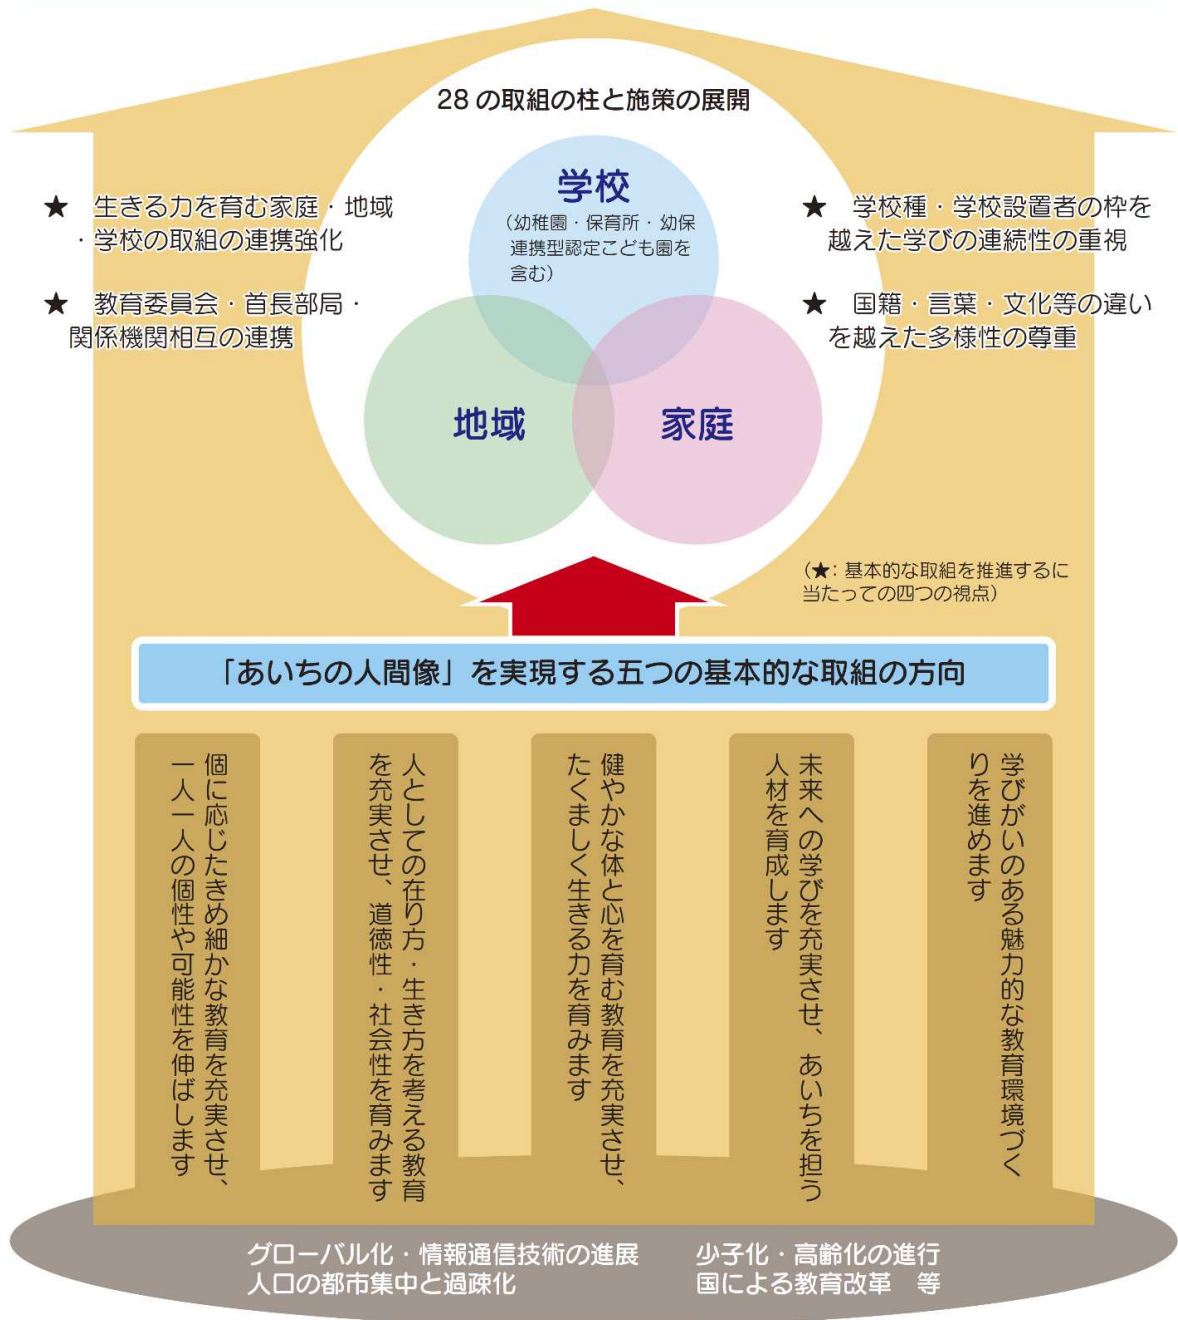 28の取組の柱と施策の展開
学校
(幼稚園・保育所・幼保
連携型認定こども園を
含む)
地域
家庭
★　生きる力を育む家庭・地域
・学校の取組の連携強化
★　教育委員会・首長部局・
関係機関相互の連携
★　学校種・学校設置者の枠を
越えた学びの連続性の重視
★　国籍・言葉・文化等の違い
を越えた多様性の尊重
(★：基本的な取組を推進するに
当たっての四つの視点)
「あいちの人間像」を実現する五つの基本的な取組の方向
個に応じたきめ細かな教育を充実させ、
一人一人の個性や可能性を伸ばします
人としての在り方・生き方を考える教育
を充実させ、道徳性・社会性を育みます
健やかな体と心を育む教育を充実させ、
たくましく生きる力を育みます
未来への学びを充実させ、あいちを担う
人材を育成します
学びがいのある魅力的な教育環境づく
りを進めます
グローバル化・情報通信技術の進展
人口の都市集中と過疎化
少子化・高齢化の進行
国による教育改革　等